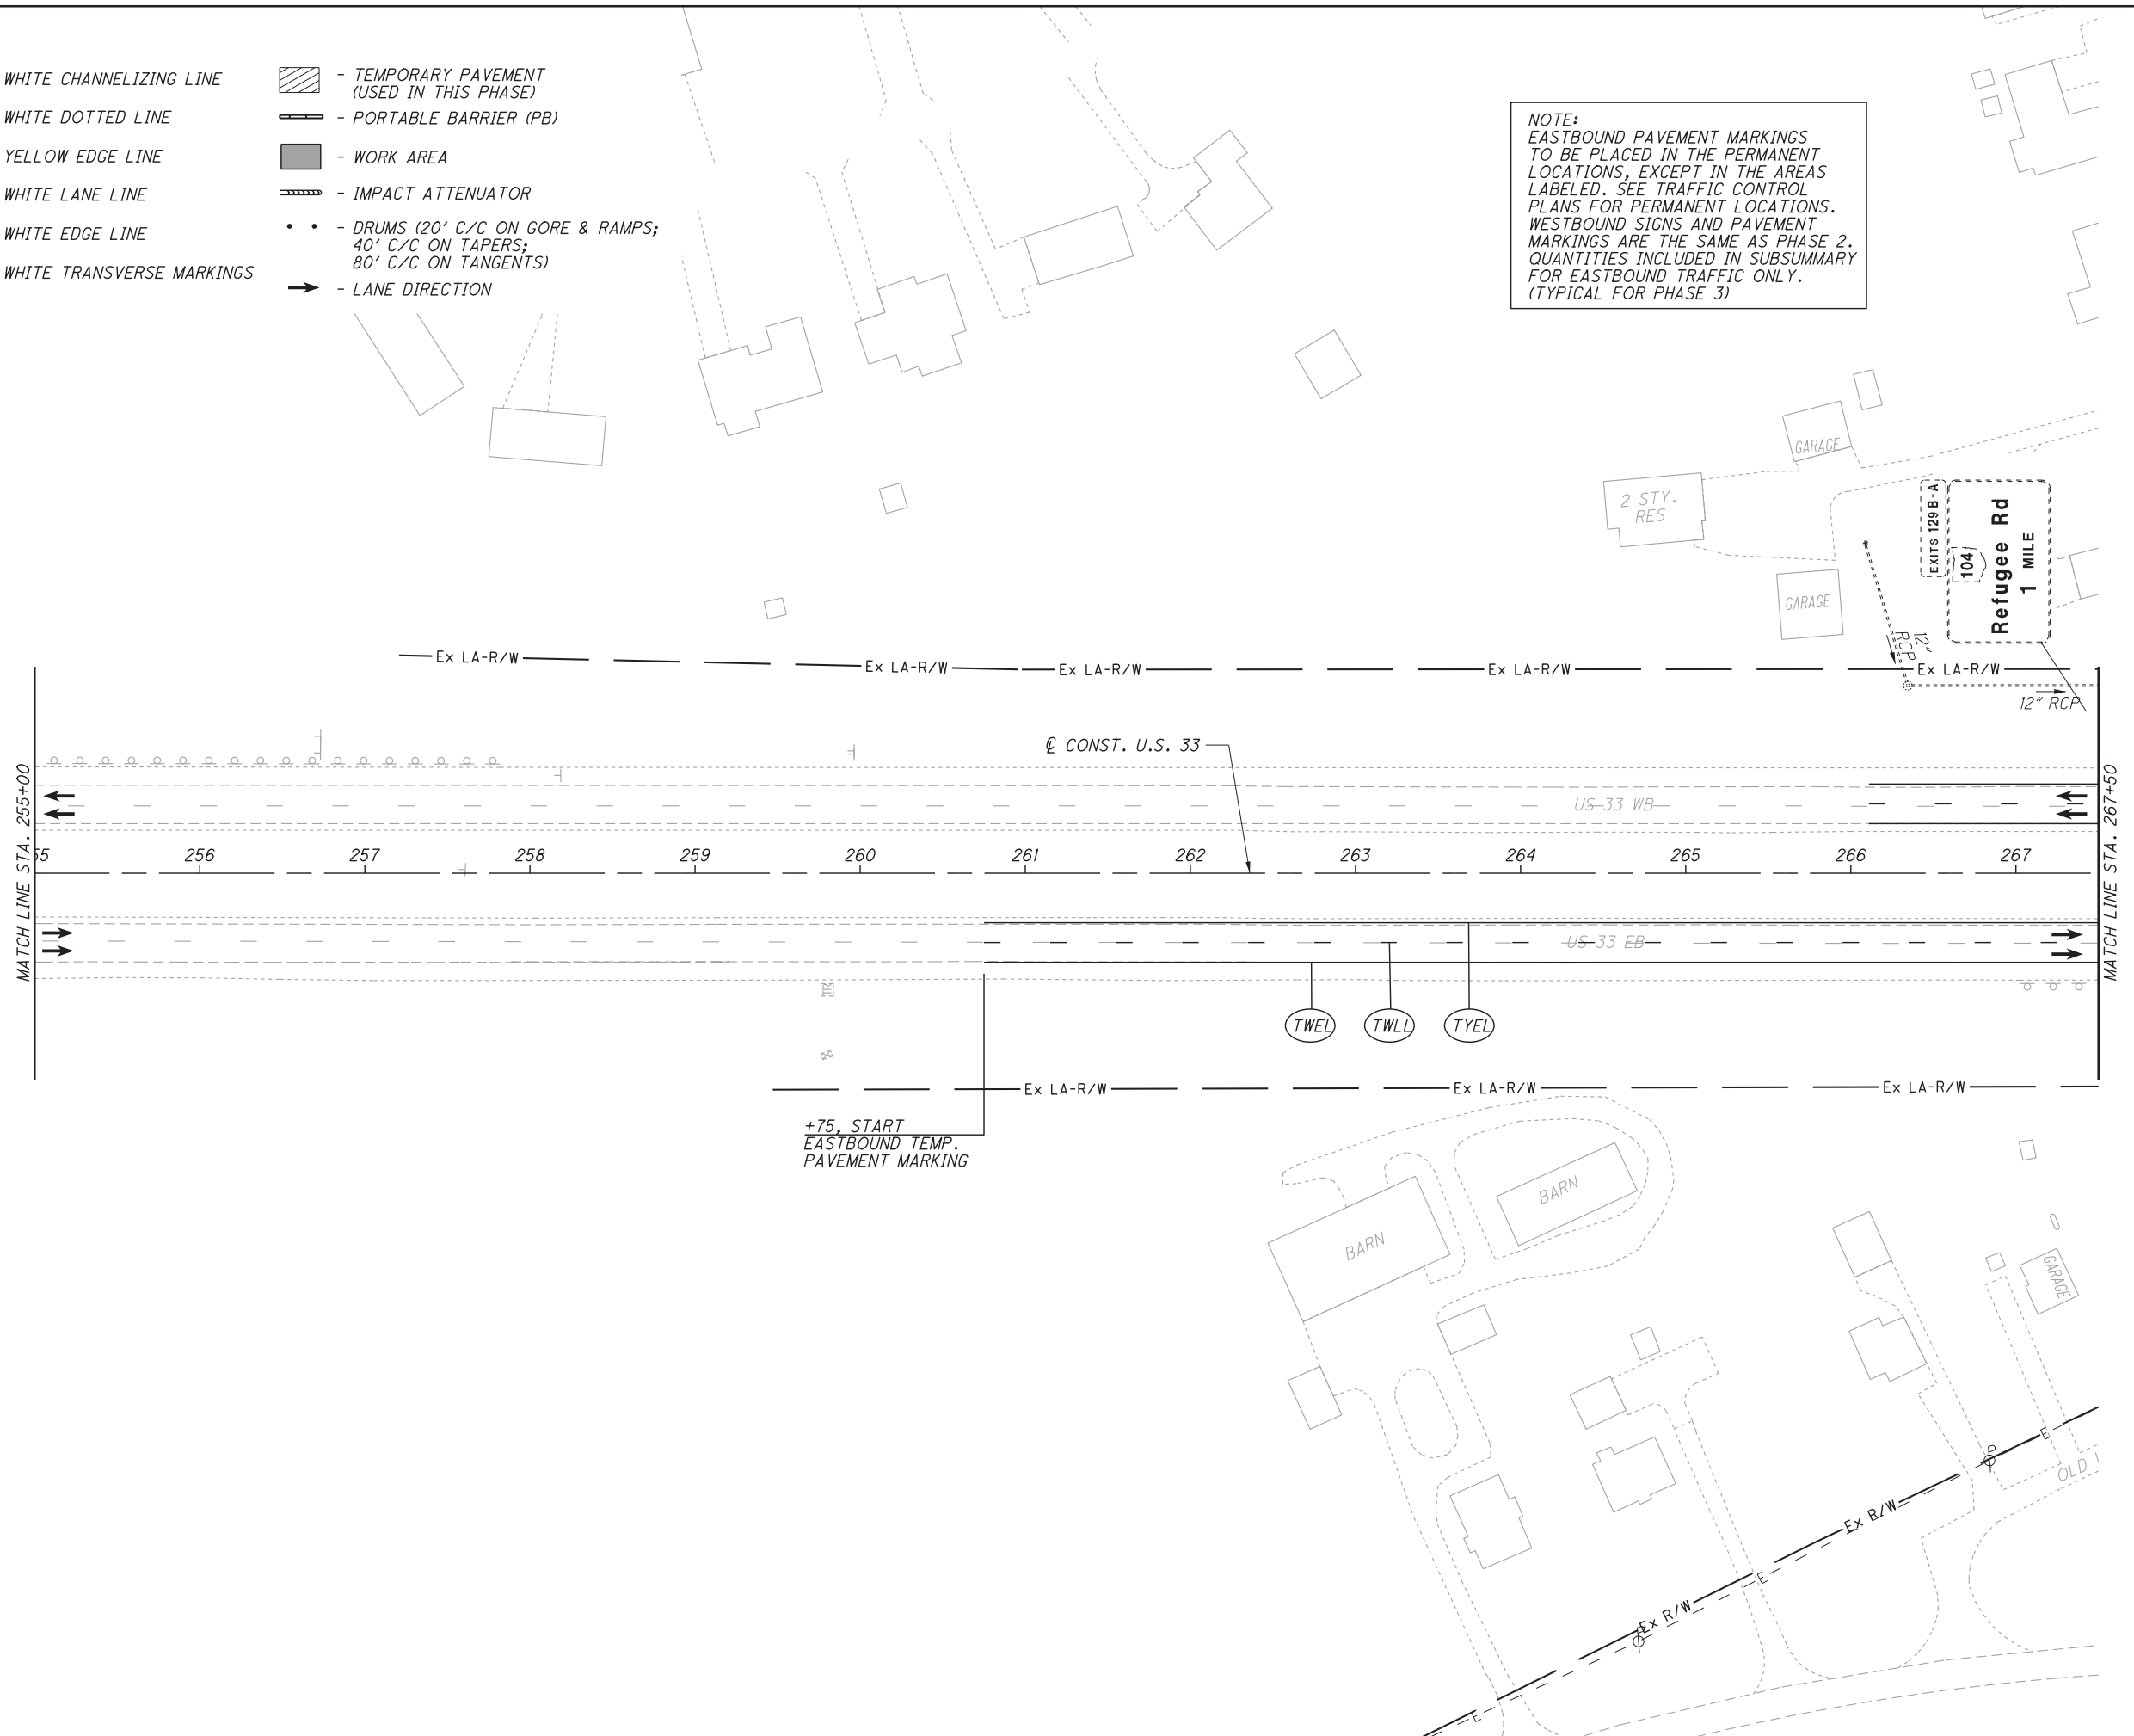 WHITE CHANNELIZING LINE
WHITE DOTTED LINE
YELLOW EDGE LINE
WHITE LANE LINE
WHITE EDGE LINE
WHITE TRANSVERSE MARKINGS
- TEMPORARY PAVEMENT
(USED IN THIS PHASE)
- PORTABLE BARRIER (PB)
- WORK AREA
- IMPACT ATTENUATOR
- DRUMS (20' C/C ON GORE & RAMPS;
40' C/C ON TAPERS;
80' C/C ON TANGENTS)
- LANE DIRECTION
NOTE:
EASTBOUND PAVEMENT MARKINGS
TO BE PLACED IN THE PERMANENT
LOCATIONS, EXCEPT IN THE AREAS
LABELED. SEE TRAFFIC CONTROL
PLANS FOR PERMANENT LOCATIONS.
WESTBOUND SIGNS AND PAVEMENT
MARKINGS ARE THE SAME AS PHASE 2.
QUANTITIES INCLUDED IN SUBSUMMARY
FOR EASTBOUND TRAFFIC ONLY.
(TYPICAL FOR PHASE 3)
GARAGE
2 STY.
RES
GARAGE
EXITS 129 B-A
104
Refugee Rd
1 MILE
12"
RCP
12" RCP
Ex LA-R/W
Ex LA-R/W
Ex LA-R/W
Ex LA-R/W
Ex LA-R/W
℄ CONST. U.S. 33
US 33 WB
MATCH LINE STA. 255+00
55 256 257 258 259 260 261 262 263 264 265 266 267
MATCH LINE STA. 267+50
US 33 EB
TR
TWEL
TWLL
TYEL
Ex LA-R/W
Ex LA-R/W
Ex LA-R/W
+75, START
EASTBOUND TEMP.
PAVEMENT MARKING
BARN
BARN
GARAGE
P
E
OLD
Ex R/W
E
Ex R/W
P
E